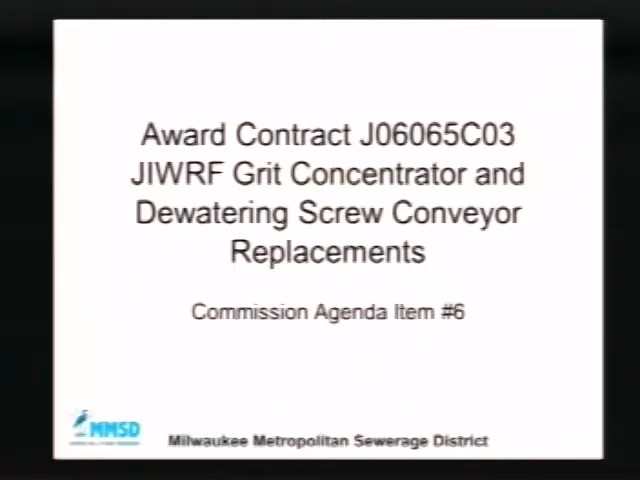 Award Contract J06065C03
JIWRF Grit Concentrator and
Dewatering Screw Conveyor
Replacements
Commission Agenda Item #6
MMSD
Milwaukee Metropolitan Sewerage District